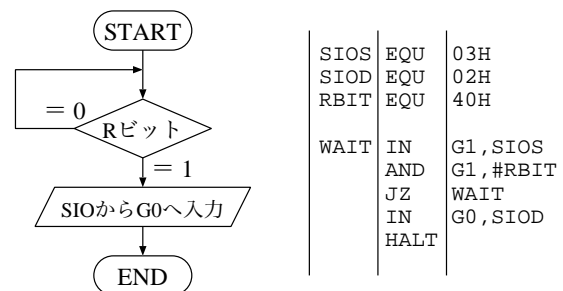 START
= 0
Rビット
= 1
SIOからG0へ入力
END
SIOS EQU 03H
SIOD EQU 02H
RBIT EQU 40H
WAIT IN G1,SIOS
AND G1,#RBIT
JZ WAIT
IN G0,SIOD
HALT